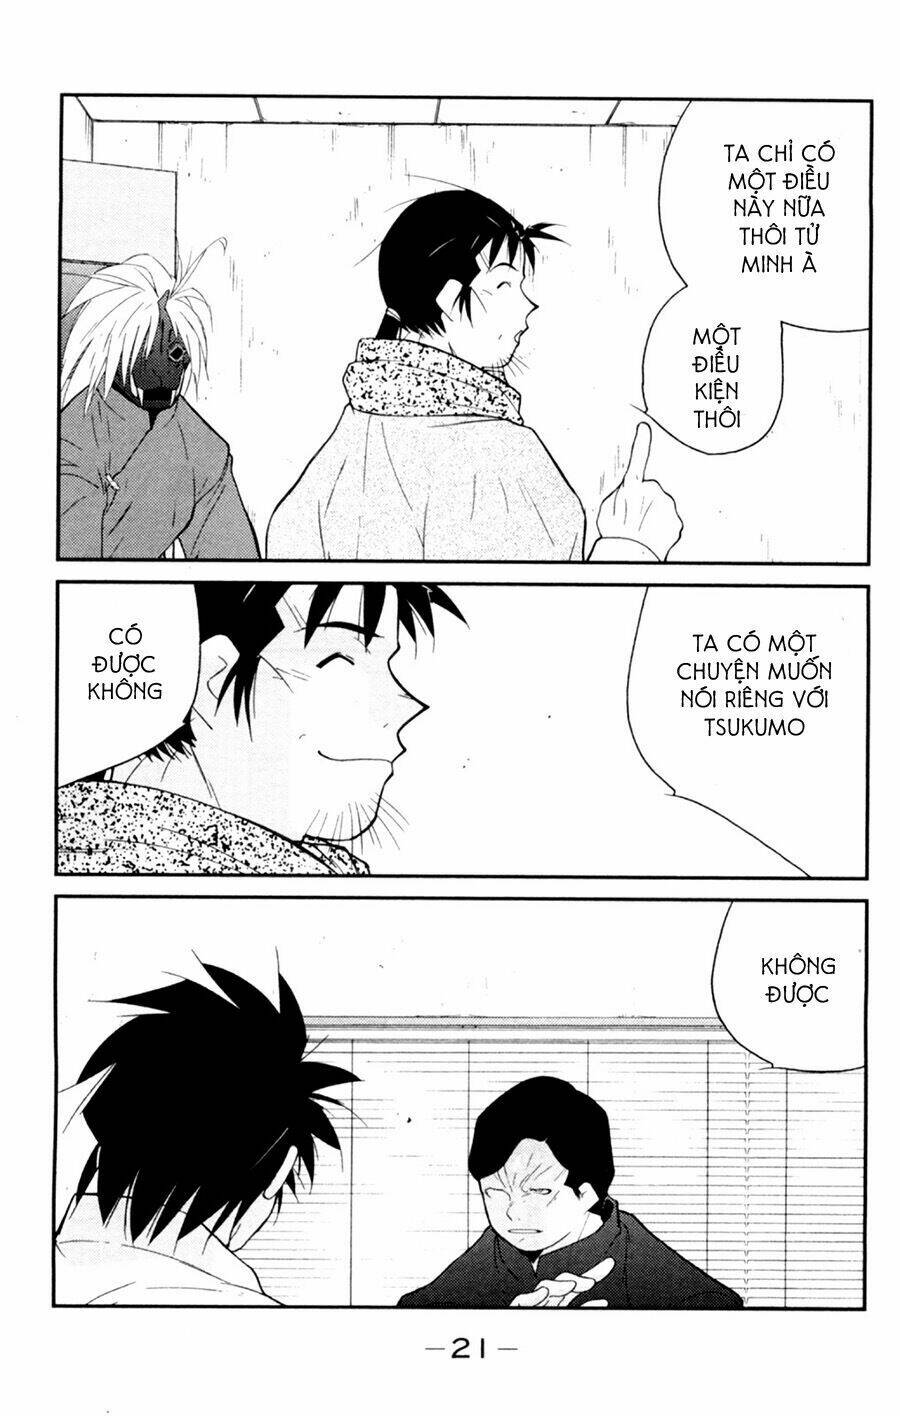 TA CHỈ CÓ
MỘT ĐIỀU
NÀY NỮA
THÔI TỬ
MINH À
MỘT
ĐIỀU
KIỆN
THÔI
TA CÓ MỘT
CHUYỆN MUỐN
NÓI RIÊNG VỚI
TSUKUMO
CÓ
ĐƯỢC
KHÔNG
KHÔNG
ĐƯỢC
—21—